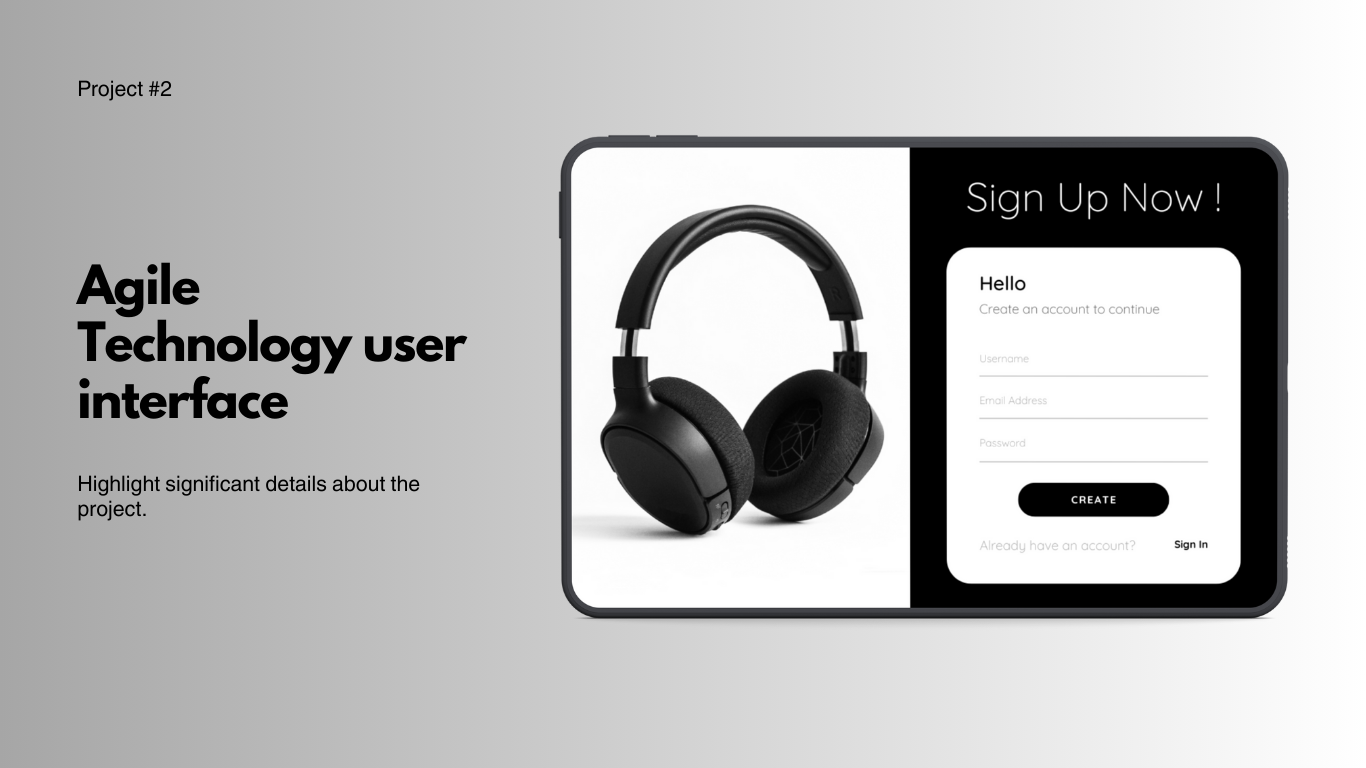 Project #2
Agile
Technology user
interface
Highlight significant details about the
project.
Sign Up Now !
Hello
Create an account to continue
Username
Email Address
Password
CREATE
Already have an account? Sign In